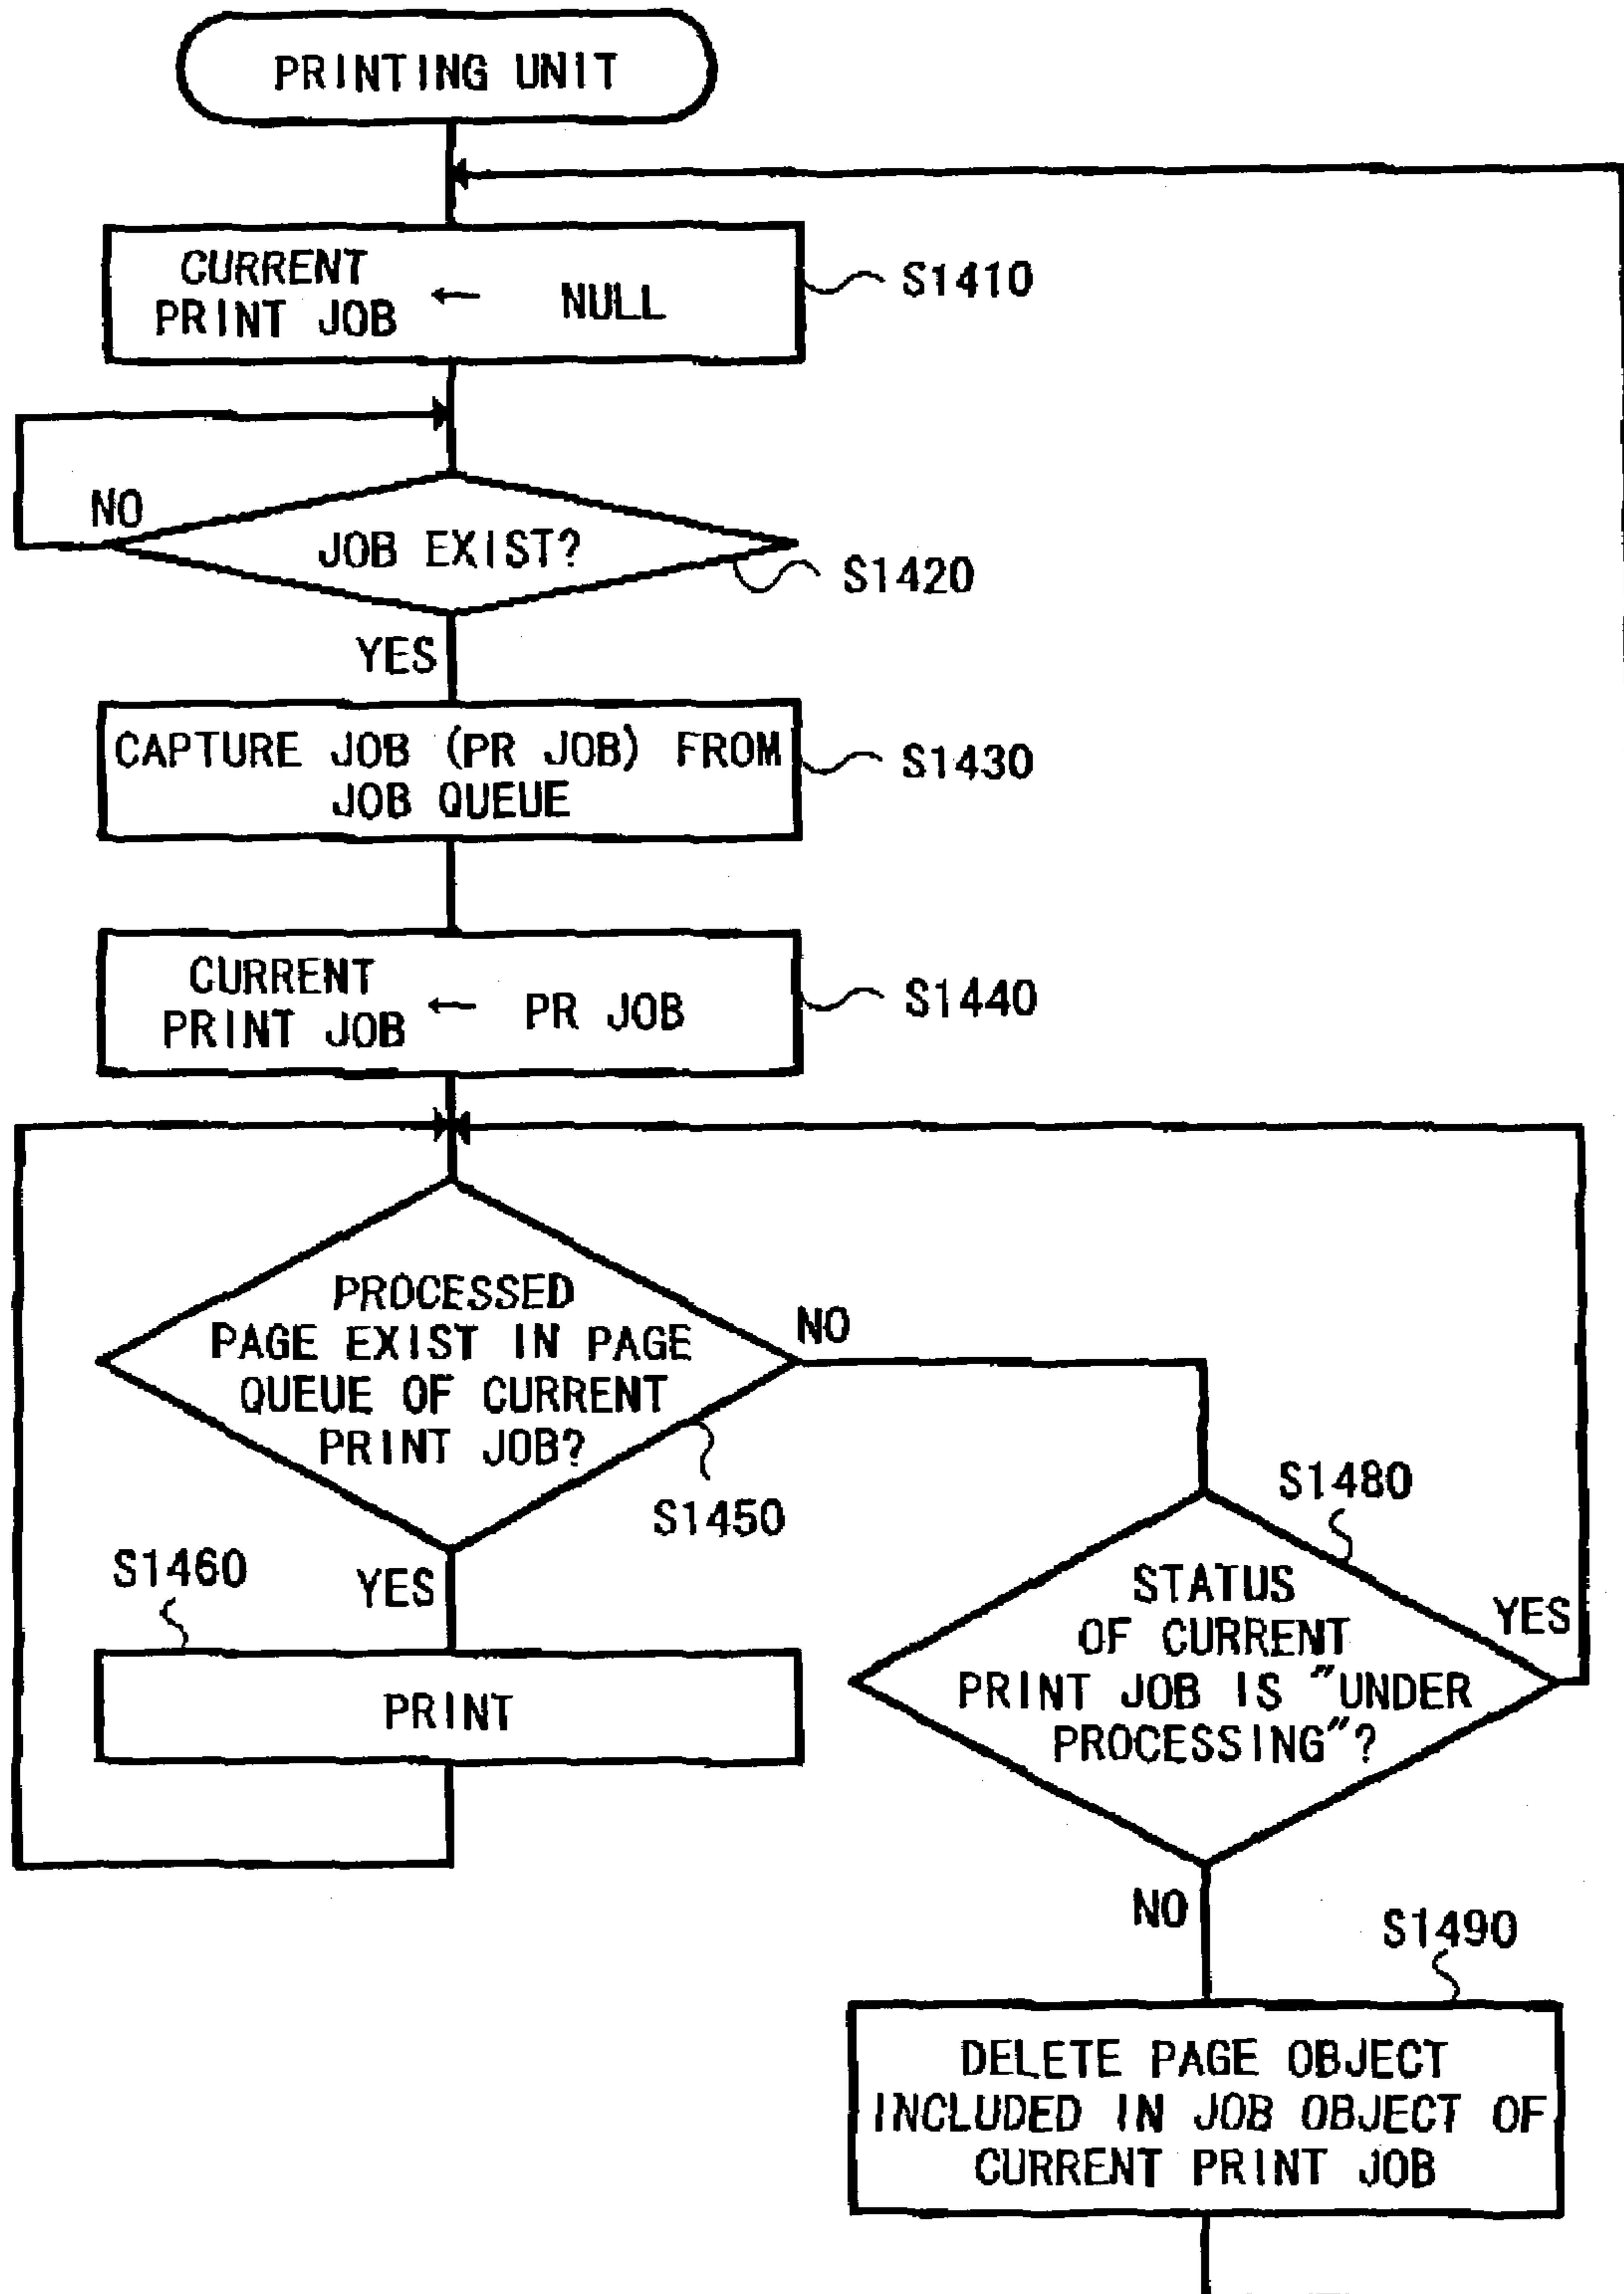 PRINTING UNIT
CURRENT
PRINT JOB ← NULL
S1410
NO
JOB EXIST?
S1420
YES
CAPTURE JOB (PR JOB) FROM
JOB QUEUE
S1430
CURRENT
PRINT JOB ← PR JOB
S1440
PROCESSED
PAGE EXIST IN PAGE
QUEUE OF CURRENT
PRINT JOB?
NO
S1450
S1460
YES
PRINT
S1480
STATUS
OF CURRENT
PRINT JOB IS "UNDER
PROCESSING"?
YES
NO
S1490
DELETE PAGE OBJECT
INCLUDED IN JOB OBJECT OF
CURRENT PRINT JOB